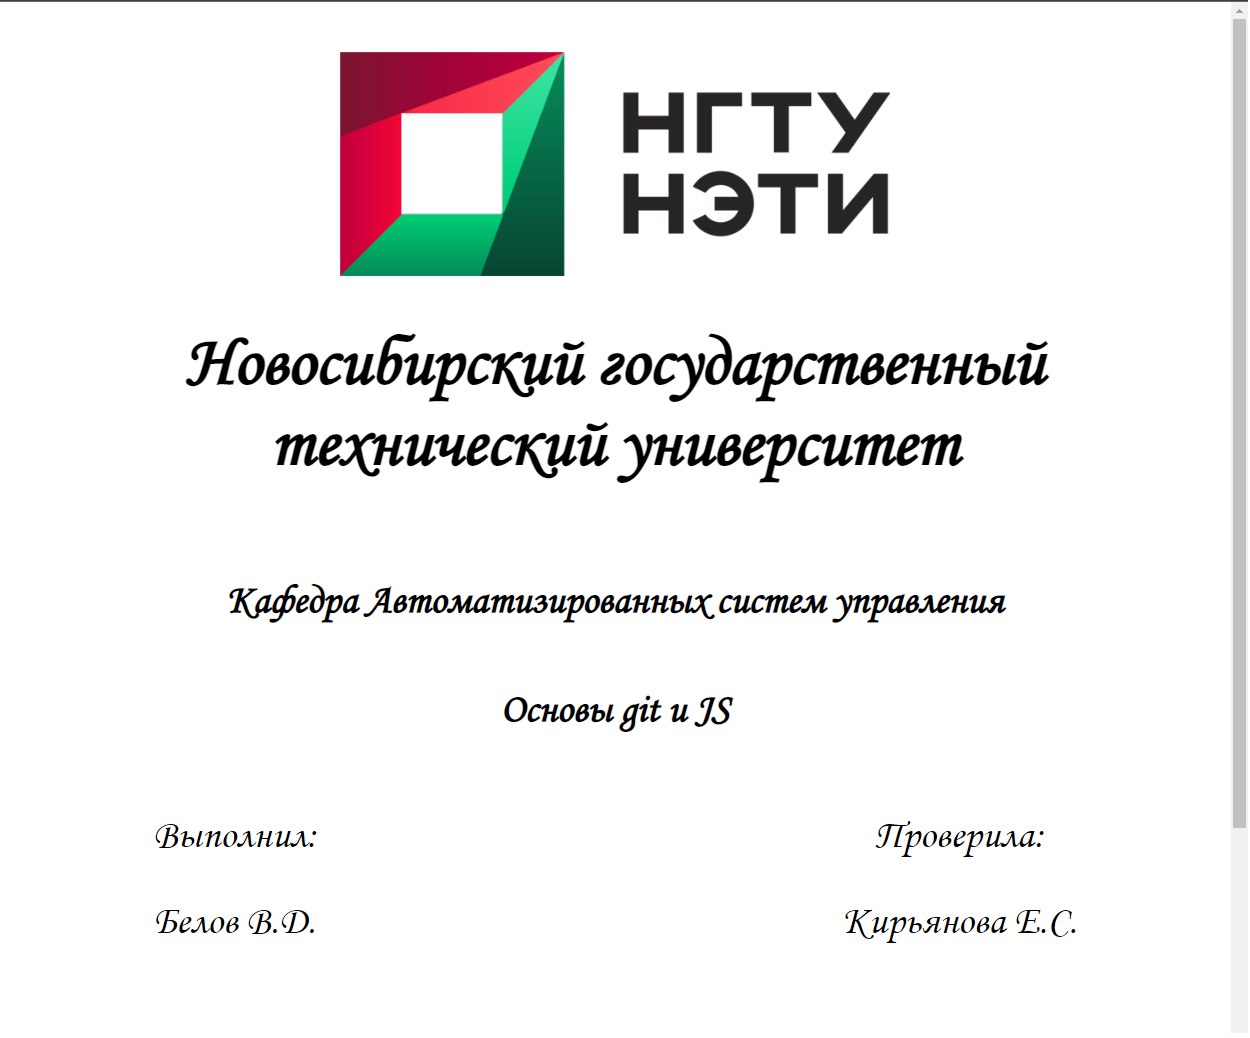 НГТУ
НЭТИ
Новосибирский государственный
технический университет
Кафедра Автоматизированных систем управления
Основы git и JS
Выполнил:
Проверила:
Белов В.Д.
Кирьянова Е.С.